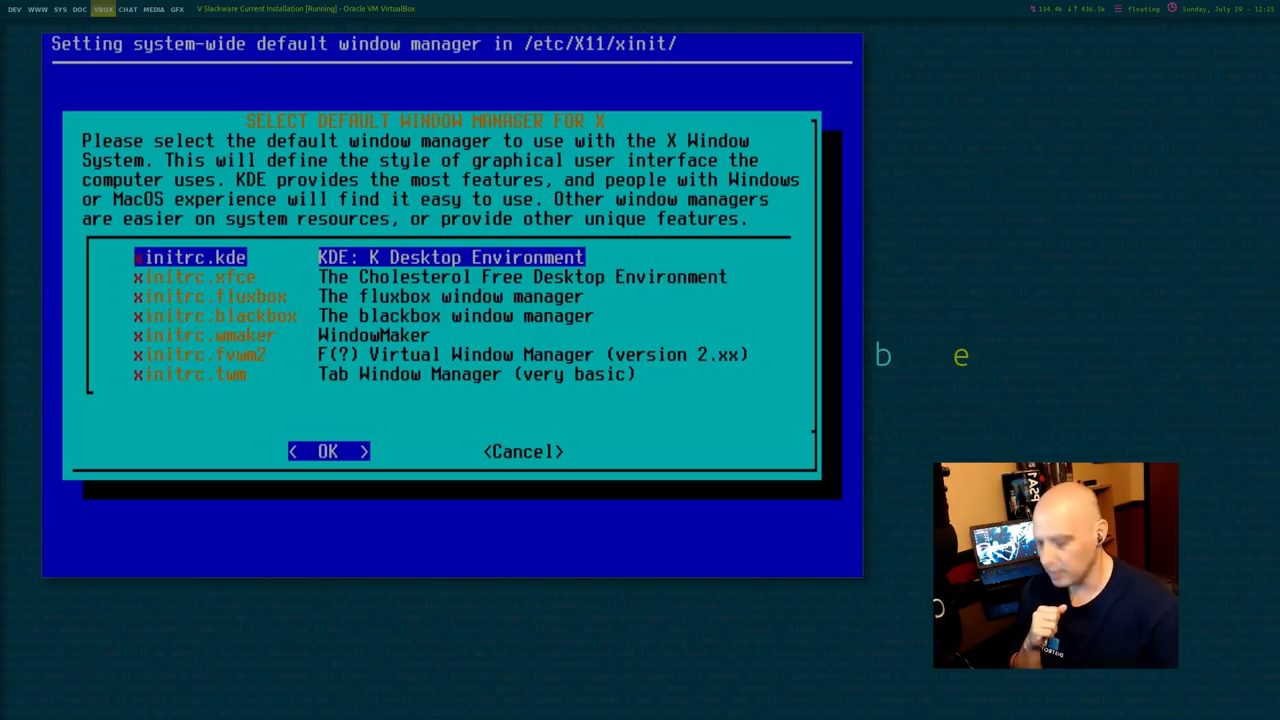 DEV WWW SYS DOC VBOX CHAT MEDIA GFX V Slackware Current Installation [Running] - Oracle VM VirtualBox 134.4k ↓↑ 436.5k floating Sunday, July 29 - 12:25
Setting system-wide default window manager in /etc/X11/xinit/
SELECT DEFAULT WINDOW MANAGER FOR X
Please select the default window manager to use with the X Window
System. This will define the style of graphical user interface the
computer uses. KDE provides the most features, and people with Windows
or MacOS experience will find it easy to use. Other window managers
are easier on system resources, or provide other unique features.
xinitrc.kde KDE: K Desktop Environment
xinitrc.xfce The Cholesterol Free Desktop Environment
xinitrc.fluxbox The fluxbox window manager
xinitrc.blackbox The blackbox window manager
xinitrc.wmaker WindowMaker
xinitrc.fvwm2 F(?) Virtual Window Manager (version 2.xx)
xinitrc.twm Tab Window Manager (very basic)
b e
< OK > <Cancel>